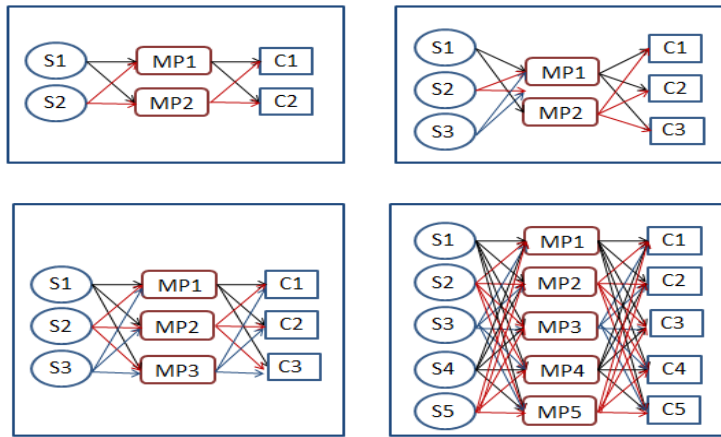 S1 MP1 C1
S2 MP2 C2
S1 C1
MP1
S2 C2
MP2
S3 C3
S1 MP1 C1
S2 MP2 C2
S3 MP3 C3
S1 MP1 C1
S2 MP2 C2
S3 MP3 C3
S4 MP4 C4
S5 MP5 C5